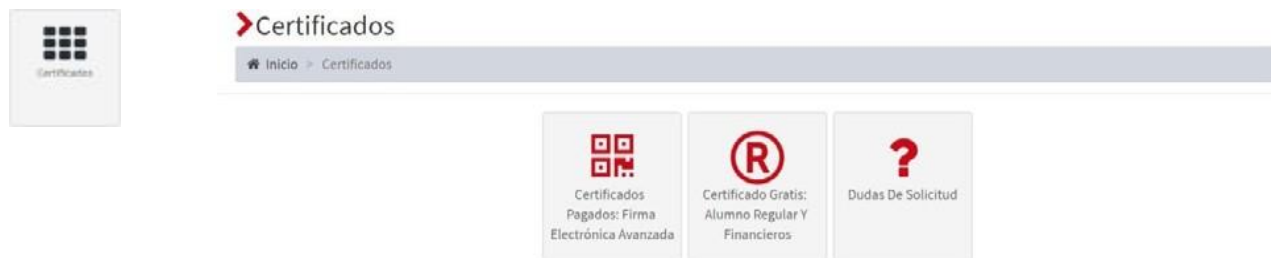 Certificados
Certificados
Inicio > Certificados
Certificados
Pagados: Firma
Electrónica Avanzada
Certificado Gratis:
Alumno Regular Y
Financieros
Dudas De Solicitud